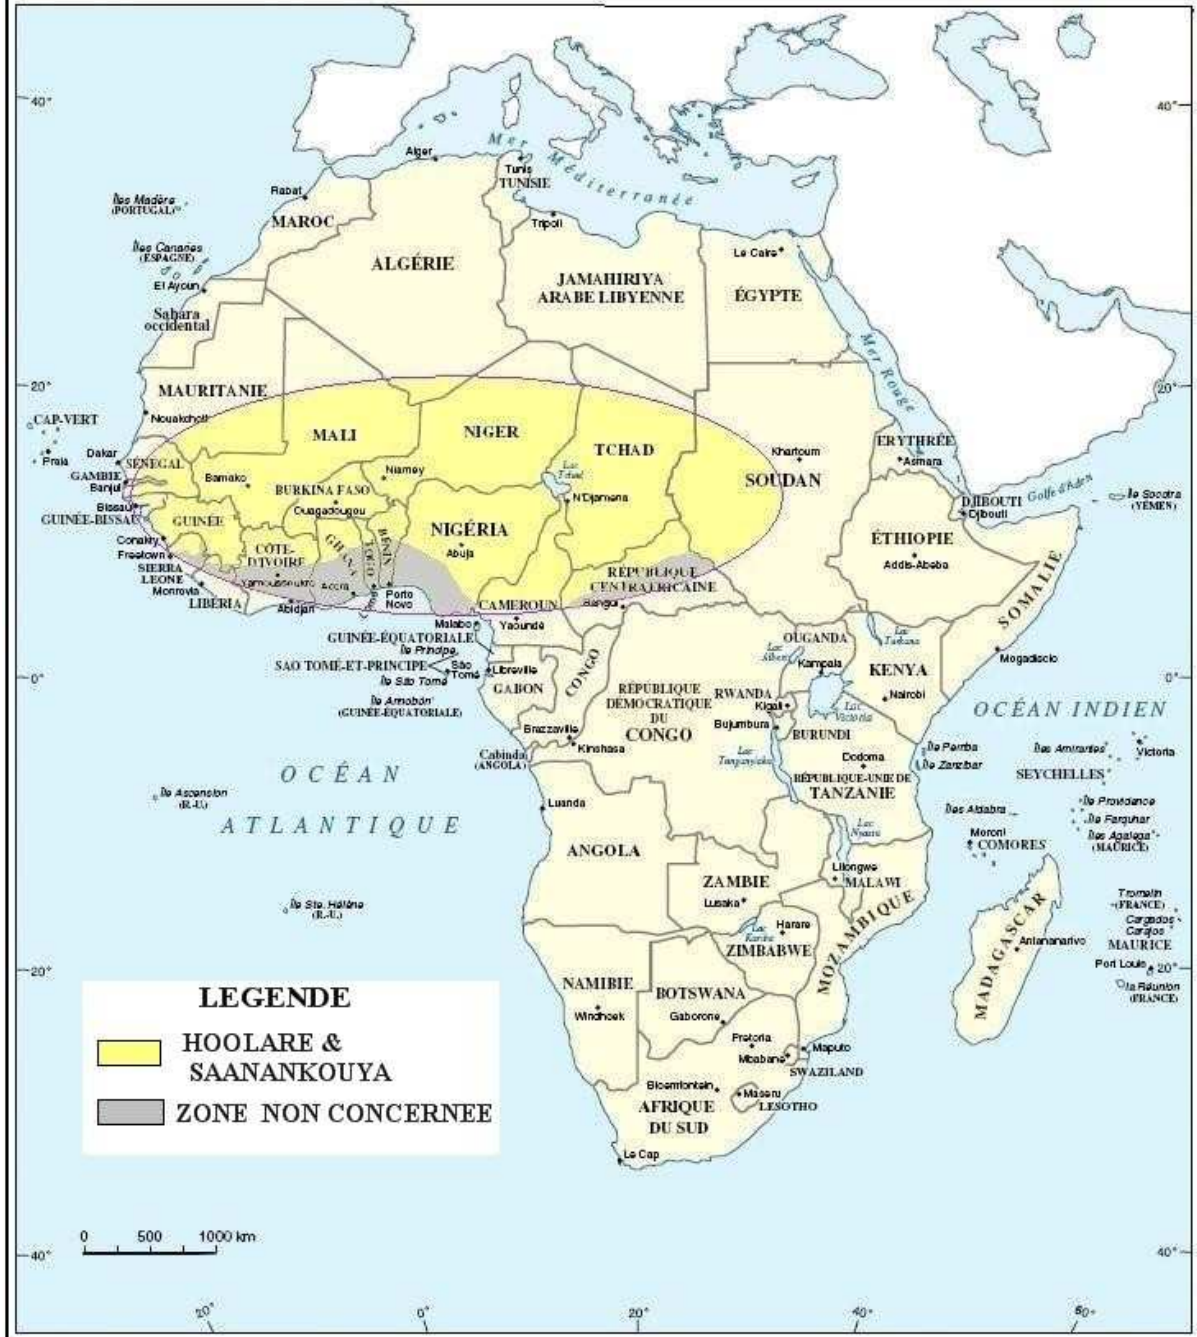 40°
40°
Mer Méditerranée
Alger
Tunis
TUNISIE
Rabat
MAROC
Tripoli
Îles Madère
(PORTUGAL)
Îles Canaries
(ESPAGNE)
El Ayoun
Sahara
occidental
ALGÉRIE
JAMAHIRIYA
ARABE LIBYENNE
Le Caire
ÉGYPTE
Mer Rouge
20°
20°
MAURITANIE
Nouakchott
CAP-VERT
Praia
MALI
NIGER
TCHAD
Khartoum
SOUDAN
ERYTHRÉE
Asmara
Dakar
SÉNÉGAL
GAMBIE
Banjul
Bissau
GUINÉE-BISSAU
Bamako
Niamey
BURKINA FASO
Ouagadougou
Lac
Tchad
N'Djamena
DJIBOUTI
Djibouti
Golfe d'Aden
Île Socotra
(YÉMEN)
GUINÉE
Conakry
Freetown
SIERRA
LEONE
Monrovia
LIBÉRIA
CÔTE-
D'IVOIRE
Yamoussoukro
Abidjan
GHANA
Accra
TOGO
BÉNIN
Porto
Novo
NIGÉRIA
Abuja
ÉTHIOPIE
Addis-Abeba
SOMALIE
RÉPUBLIQUE
CENTRAFRICAINE
Bangui
CAMEROUN
Yaoundé
Malabo
GUINÉE-ÉQUATORIALE
Île Principe
SAO TOMÉ-ET-PRINCIPE
São
Tomé
Île São Tomé
Île Annobón
(GUINÉE-ÉQUATORIALE)
Libreville
GABON
CONGO
OUGANDA
Kampala
Lac
Albert
Lac
Turkana
KENYA
Nairobi
Mogadiscio
0°
0°
RÉPUBLIQUE
DÉMOCRATIQUE
DU
CONGO
RWANDA
Kigali
Bujumbura
BURUNDI
Lac
Victoria
OCÉAN INDIEN
Brazzaville
Kinshasa
Cabinda
(ANGOLA)
Lac
Tanganyika
Dodoma
RÉPUBLIQUE-UNIE DE
TANZANIE
Île Pemba
Île Zanzibar
Îles Amirantes
Victoria
SEYCHELLES
OCÉAN
ATLANTIQUE
Île Ascension
(R.-U.)
Luanda
Îles Aldabra
Île Providence
Île Farquhar
Îles Agalega
(MAURICE)
Moroni
COMORES
Lac
Nyassa
ANGOLA
ZAMBIE
Lusaka
Lilongwe
MALAWI
MOZAMBIQUE
Île Ste. Hélène
(R.-U.)
Lac
Kariba
Harare
ZIMBABWE
MADAGASCAR
Antananarivo
Tromelin
(FRANCE)
Cargados
Carajos
MAURICE
Port Louis
la Réunion
(FRANCE)
20°
20°
NAMIBIE
Windhoek
BOTSWANA
Gaborone
Pretoria
Mbabane
Maputo
SWAZILAND
Bloemfontein
Maseru
LESOTHO
AFRIQUE
DU SUD
Le Cap
LEGENDE
HOOLARE &
SAANANKOUYA
ZONE NON CONCERNEE
0 500 1000 km
40°
40°
20° 0° 20° 40° 60°